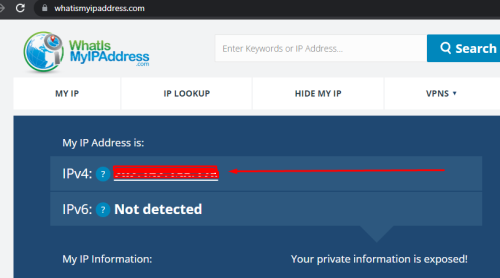 whatismyipaddress.com
WhatIs
MyIPAddress
.com
Enter Keywords or IP Address...
Search
MY IP
IP LOOKUP
HIDE MY IP
VPNS
My IP Address is:
IPv4: ?
IPv6: ? Not detected
My IP Information:
Your private information is exposed!